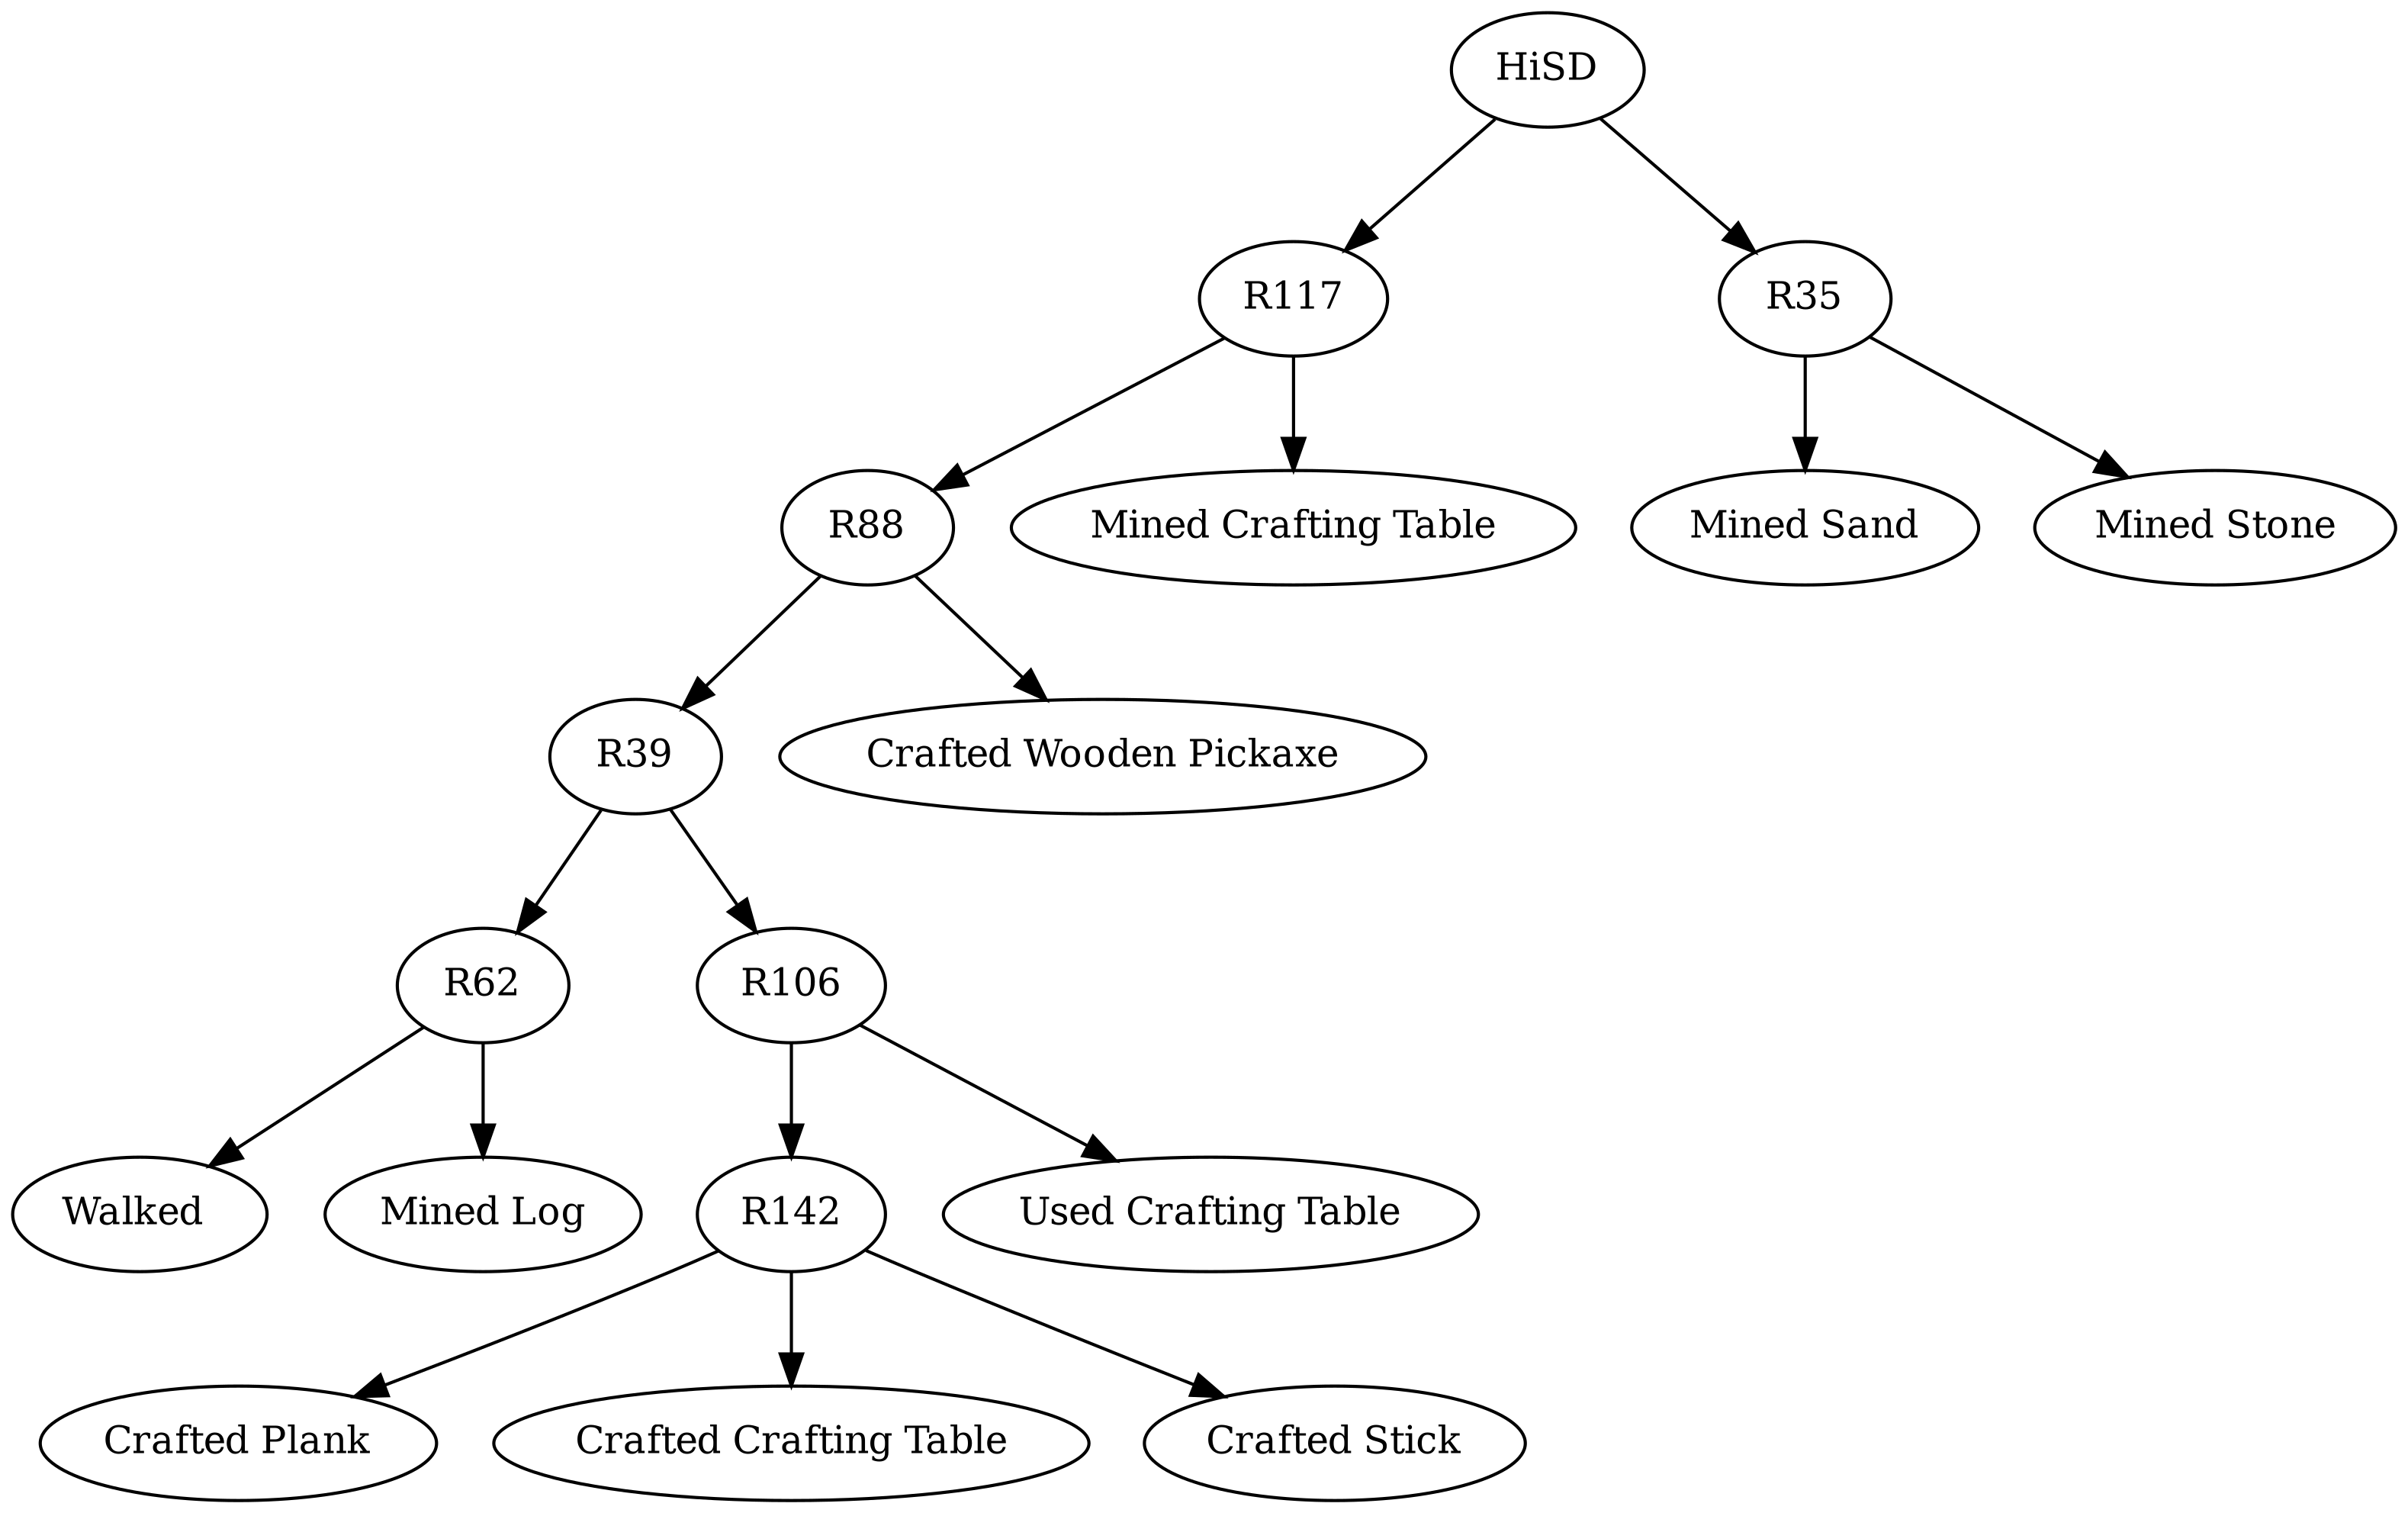 HiSD
R117
R35
R88
Mined Crafting Table
Mined Sand
Mined Stone
R39
Crafted Wooden Pickaxe
R62
R106
Walked
Mined Log
R142
Used Crafting Table
Crafted Plank
Crafted Crafting Table
Crafted Stick